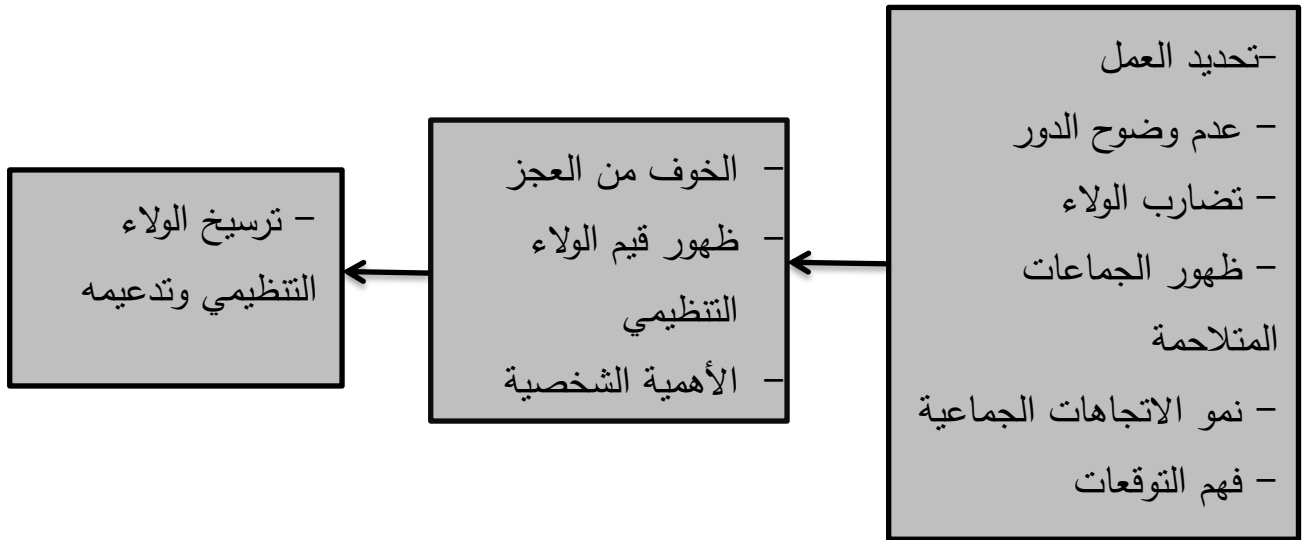 –تحديد العمل
– عدم وضوح الدور
– تضارب الولاء
– ظهور الجماعات
المتلاحمة
– نمو الاتجاهات الجماعية
– فهم التوقعات
– الخوف من العجز
– ظهور قيم الولاء
التنظيمي
– الأهمية الشخصية
– ترسيخ الولاء
التنظيمي وتدعيمه